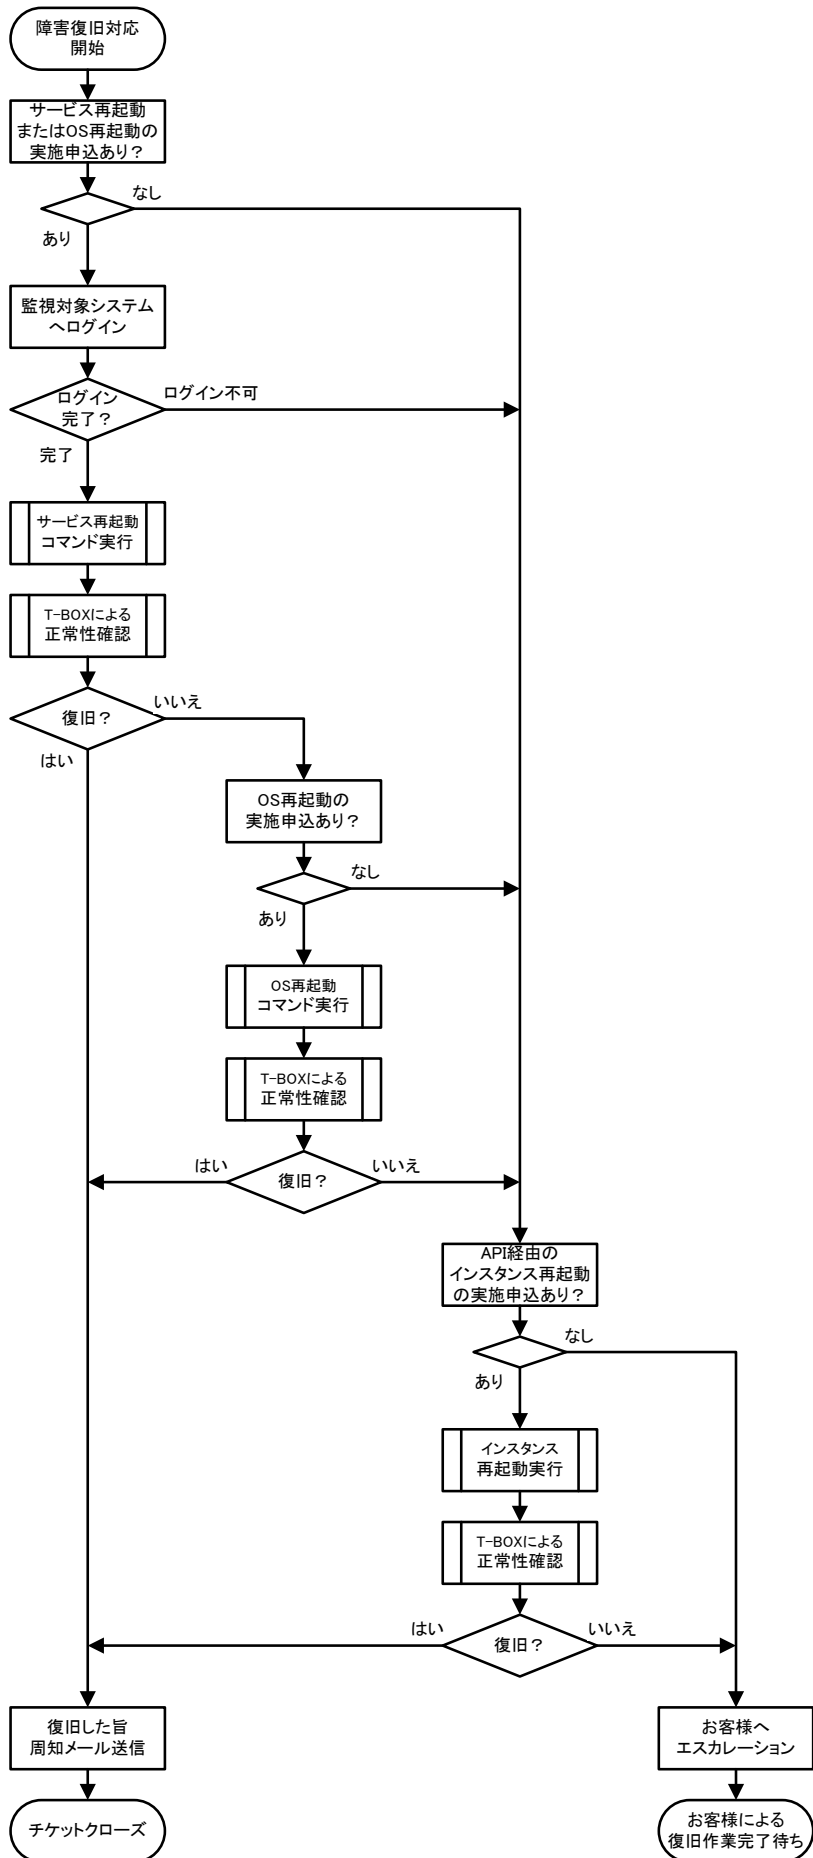 障害復旧対応
開始
サービス再起動
またはOS再起動の
実施申込あり？
なし
あり
監視対象システム
へログイン
ログイン
完了？
ログイン不可
完了
サービス再起動
コマンド実行
T-BOXによる
正常性確認
復旧？
いいえ
はい
OS再起動の
実施申込あり？
なし
あり
OS再起動
コマンド実行
T-BOXによる
正常性確認
はい
復旧？
いいえ
API経由の
インスタンス再起動
の実施申込あり？
なし
あり
インスタンス
再起動実行
T-BOXによる
正常性確認
はい
復旧？
いいえ
復旧した旨
周知メール送信
お客様へ
エスカレーション
チケットクローズ
お客様による
復旧作業完了待ち